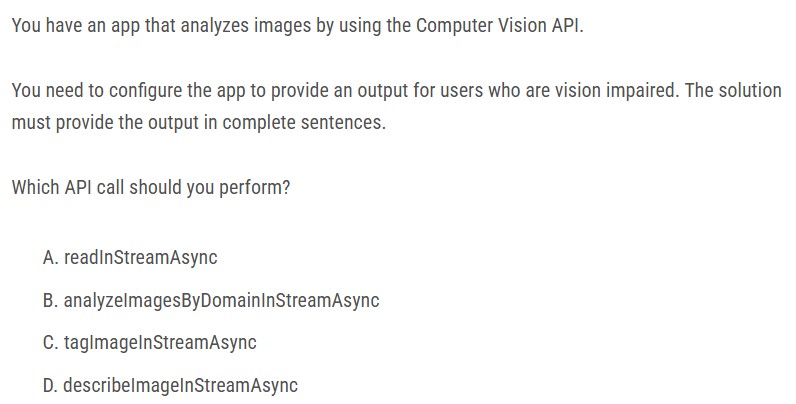 You have an app that analyzes images by using the Computer Vision API.
You need to configure the app to provide an output for users who are vision impaired. The solution
must provide the output in complete sentences.
Which API call should you perform?
A. readInStreamAsync
B. analyzeImagesByDomainInStreamAsync
C. tagImageInStreamAsync
D. describeImageInStreamAsync